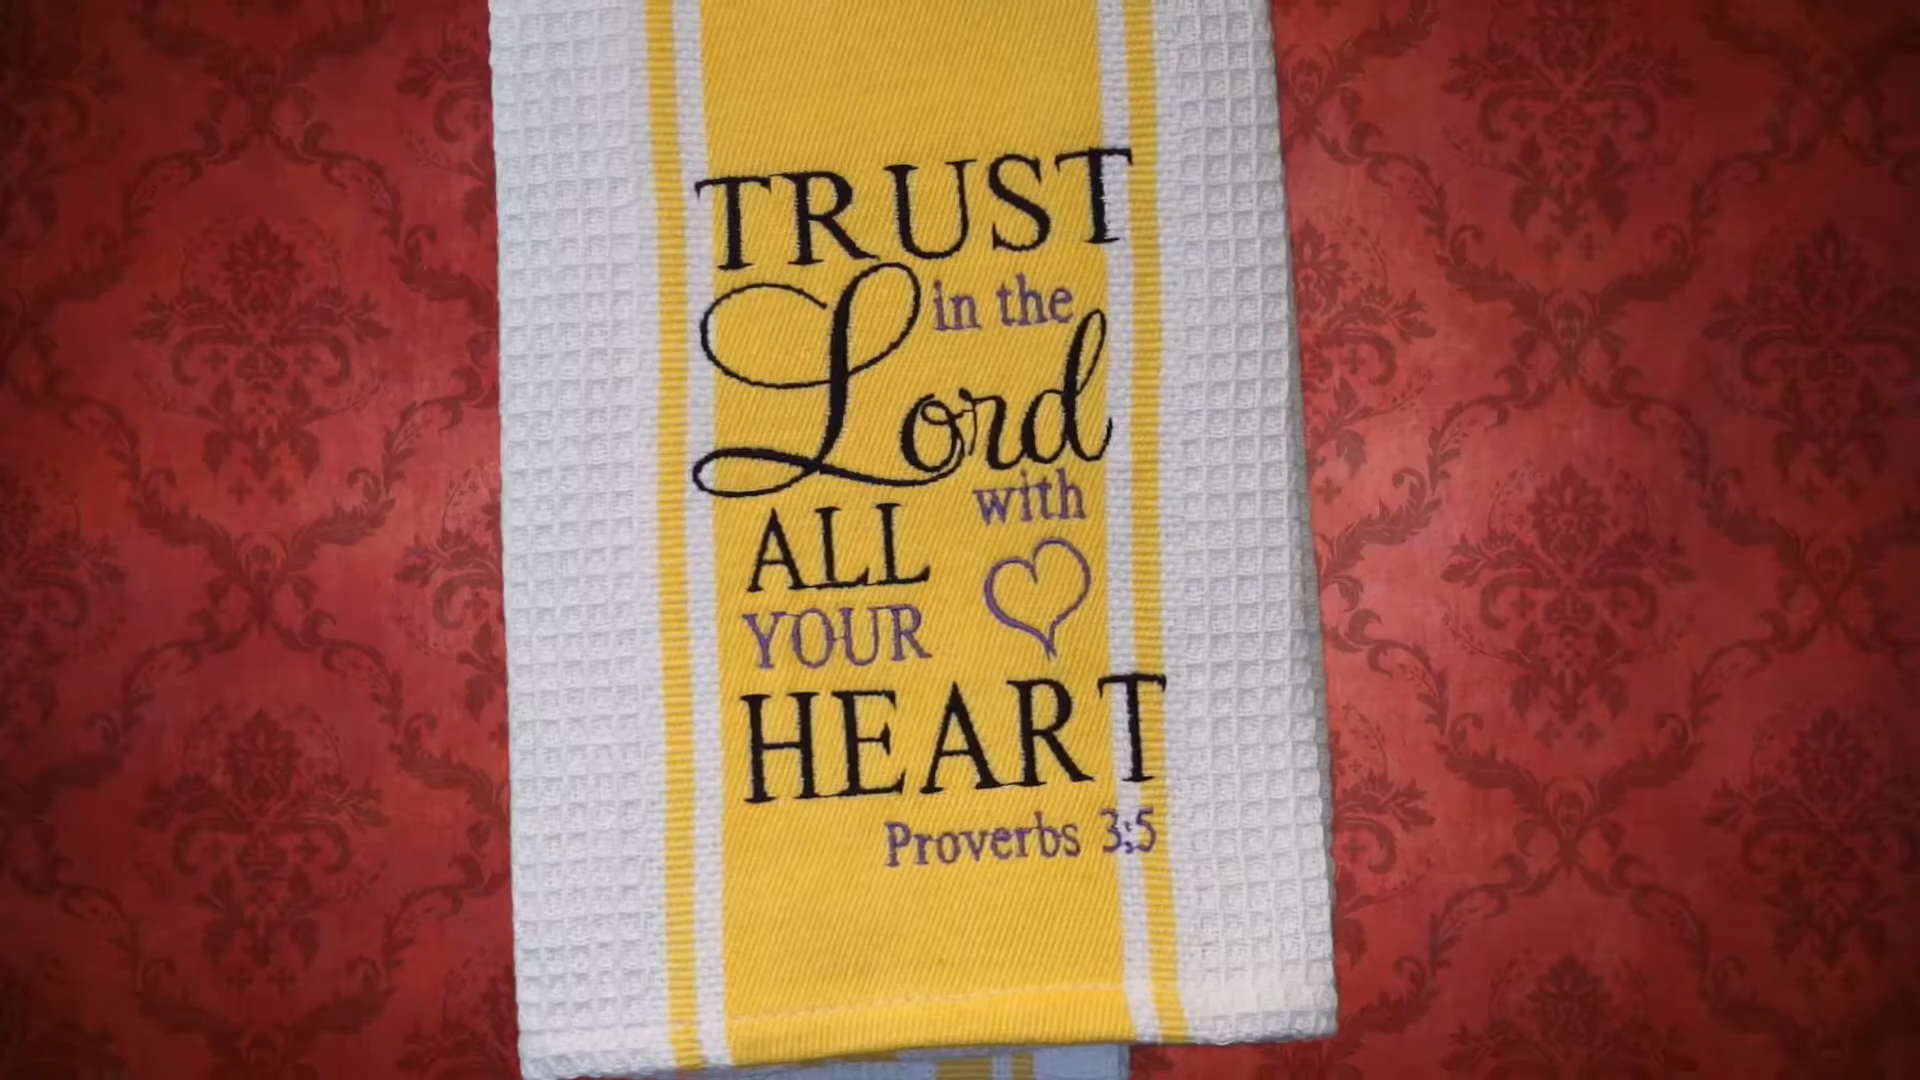 TRUST
in the
Lord
with
ALL
YOUR
HEART
Proverbs 3:5